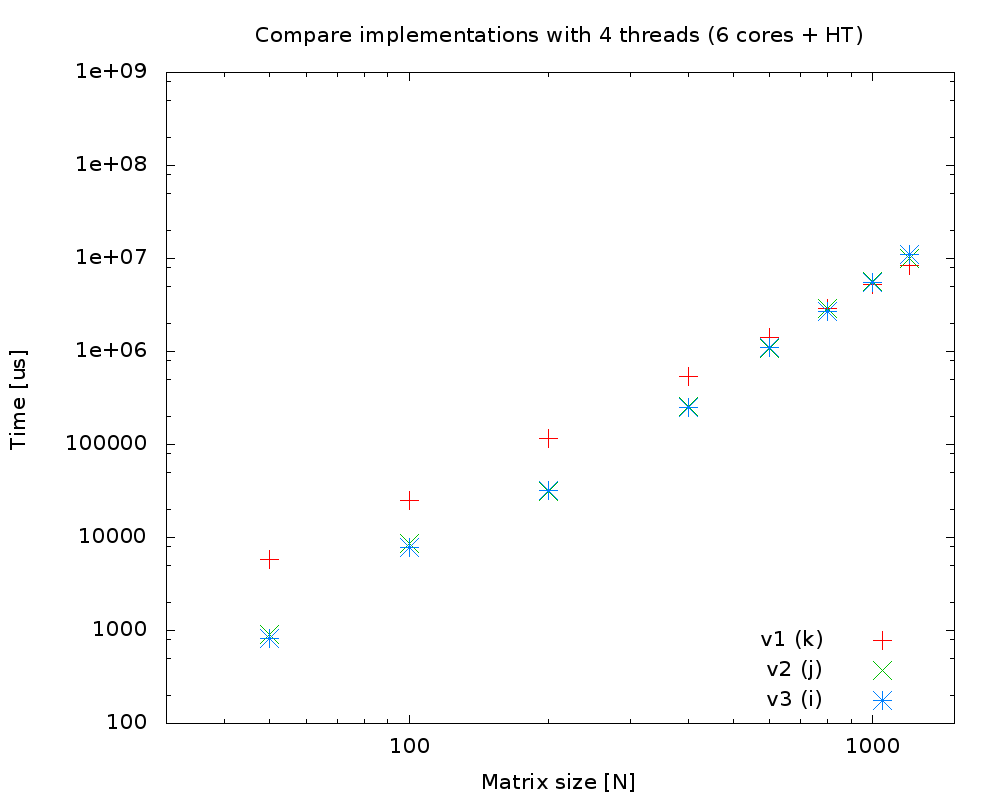 Compare implementations with 4 threads (6 cores + HT)
1e+09
1e+08
1e+07
1e+06
100000
10000
1000
100
Time [us]
v1 (k)
v2 (j)
v3 (i)
100 1000
Matrix size [N]